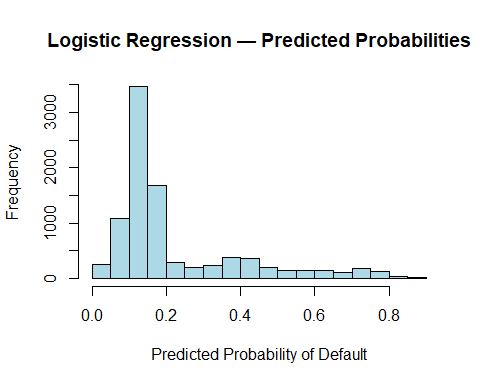 Logistic Regression — Predicted Probabilities
Frequency
3000
2000
1000
0
0.0 0.2 0.4 0.6 0.8
Predicted Probability of Default